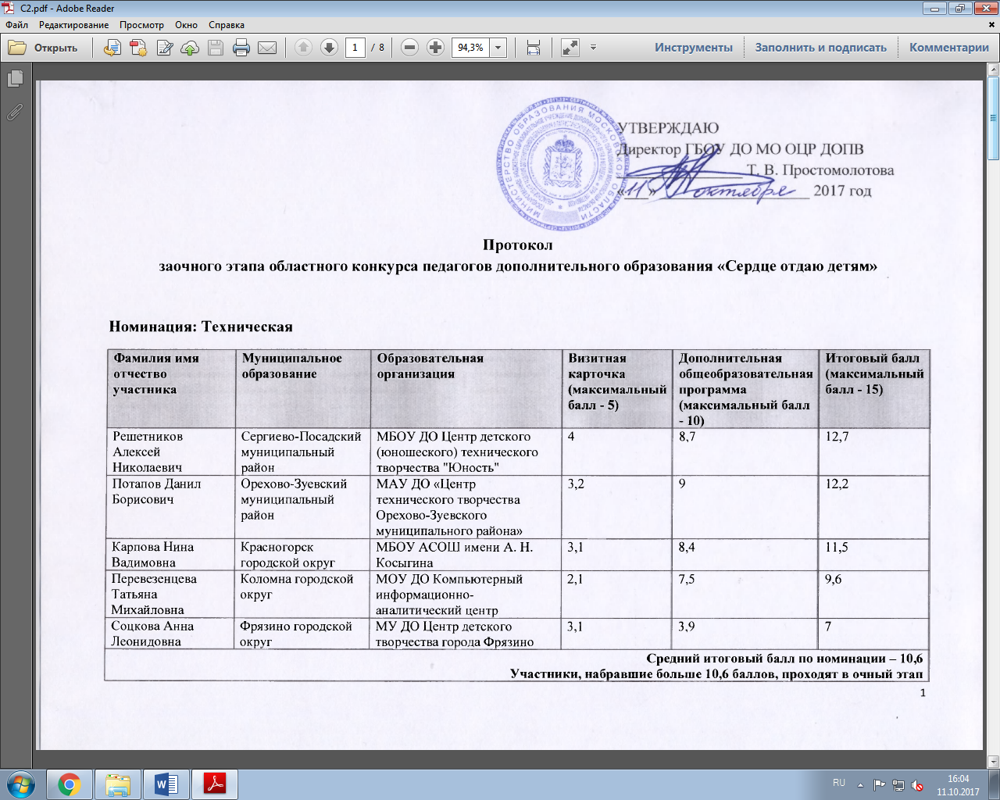 C2.pdf - Adobe Reader
Файл Редактирование Просмотр Окно Справка
Открыть 1 / 8 94,3% Инструменты Заполнить и подписать Комментарии
УТВЕРЖДАЮ
Директор ГБОУ ДО МО ОЦР ДОПВ
Т. В. Простомолотова
«11» октября 2017 год
МИНИСТЕРСТВО ОБРАЗОВАНИЯ МОСКОВСКОЙ ОБЛАСТИ
Протокол
заочного этапа областного конкурса педагогов дополнительного образования «Сердце отдаю детям»
Номинация: Техническая
Фамилия имя отчество участника
Муниципальное образование
Образовательная организация
Визитная карточка (максимальный балл - 5)
Дополнительная общеобразовательная программа (максимальный балл - 10)
Итоговый балл (максимальный балл - 15)
Решетников Алексей Николаевич
Сергиево-Посадский муниципальный район
МБОУ ДО Центр детского (юношеского) технического творчества "Юность"
4
8,7
12,7
Потапов Данил Борисович
Орехово-Зуевский муниципальный район
МАУ ДО «Центр технического творчества Орехово-Зуевского муниципального района»
3,2
9
12,2
Карпова Нина Вадимовна
Красногорск городской округ
МБОУ АСОШ имени А. Н. Косыгина
3,1
8,4
11,5
Перевезенцева Татьяна Михайловна
Коломна городской округ
МОУ ДО Компьютерный информационно-аналитический центр
2,1
7,5
9,6
Соцкова Анна Леонидовна
Фрязино городской округ
МУ ДО Центр детского творчества города Фрязино
3,1
3,9
7
Средний итоговый балл по номинации – 10,6
Участники, набравшие больше 10,6 баллов, проходят в очный этап
1
RU 16:04
11.10.2017